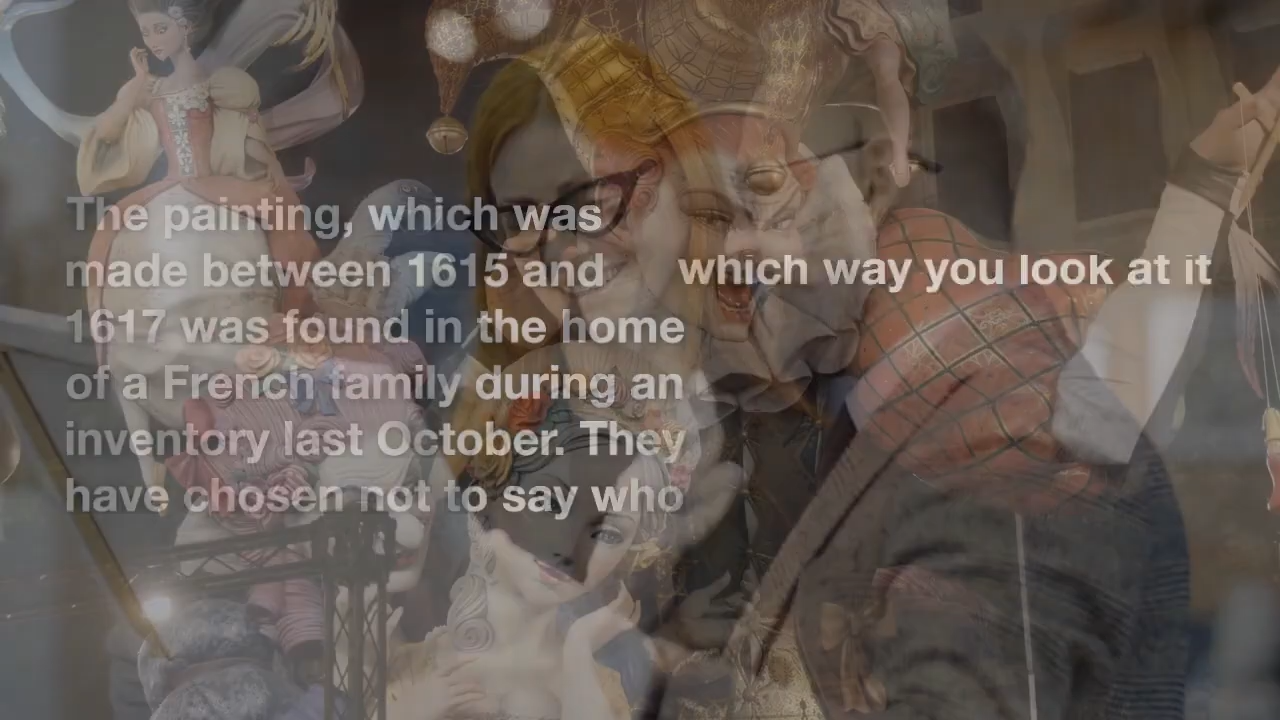 The painting, which was
made between 1615 and
1617 was found in the home
of a French family during an
inventory last October. They
have chosen not to say who
which way you look at it